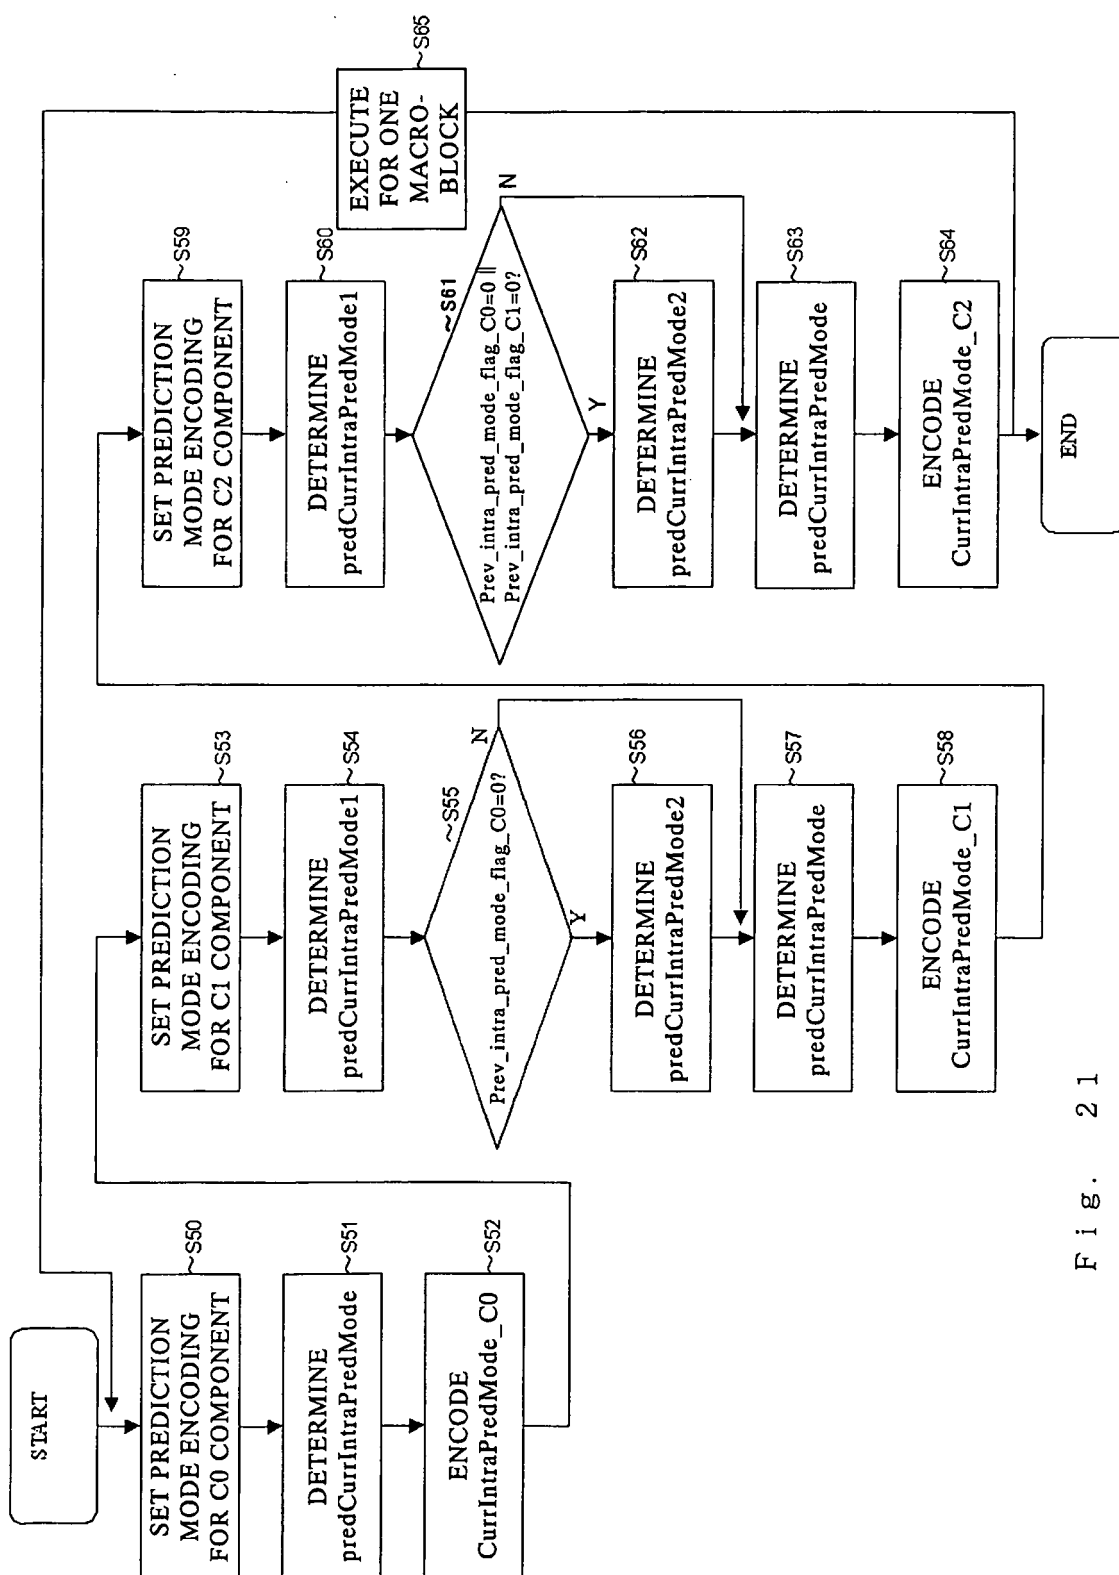 START
SET PREDICTION
MODE ENCODING
FOR C0 COMPONENT
~S50
DETERMINE
predCurrIntraPredMode
~S51
ENCODE
CurrIntraPredMode_C0
~S52
SET PREDICTION
MODE ENCODING
FOR C1 COMPONENT
~S53
DETERMINE
predCurrIntraPredMode1
~S54
Prev_intra_pred_mode_flag_C0=0?
~S55
N
Y
DETERMINE
predCurrIntraPredMode2
~S56
DETERMINE
predCurrIntraPredMode
~S57
ENCODE
CurrIntraPredMode_C1
~S58
SET PREDICTION
MODE ENCODING
FOR C2 COMPONENT
~S59
DETERMINE
predCurrIntraPredMode1
~S60
Prev_intra_pred_mode_flag_C0=0 ||
Prev_intra_pred_mode_flag_C1=0?
~S61
N
Y
DETERMINE
predCurrIntraPredMode2
~S62
DETERMINE
predCurrIntraPredMode
~S63
ENCODE
CurrIntraPredMode_C2
~S64
EXECUTE
FOR ONE
MACRO-
BLOCK
~S65
END
Fig. 21